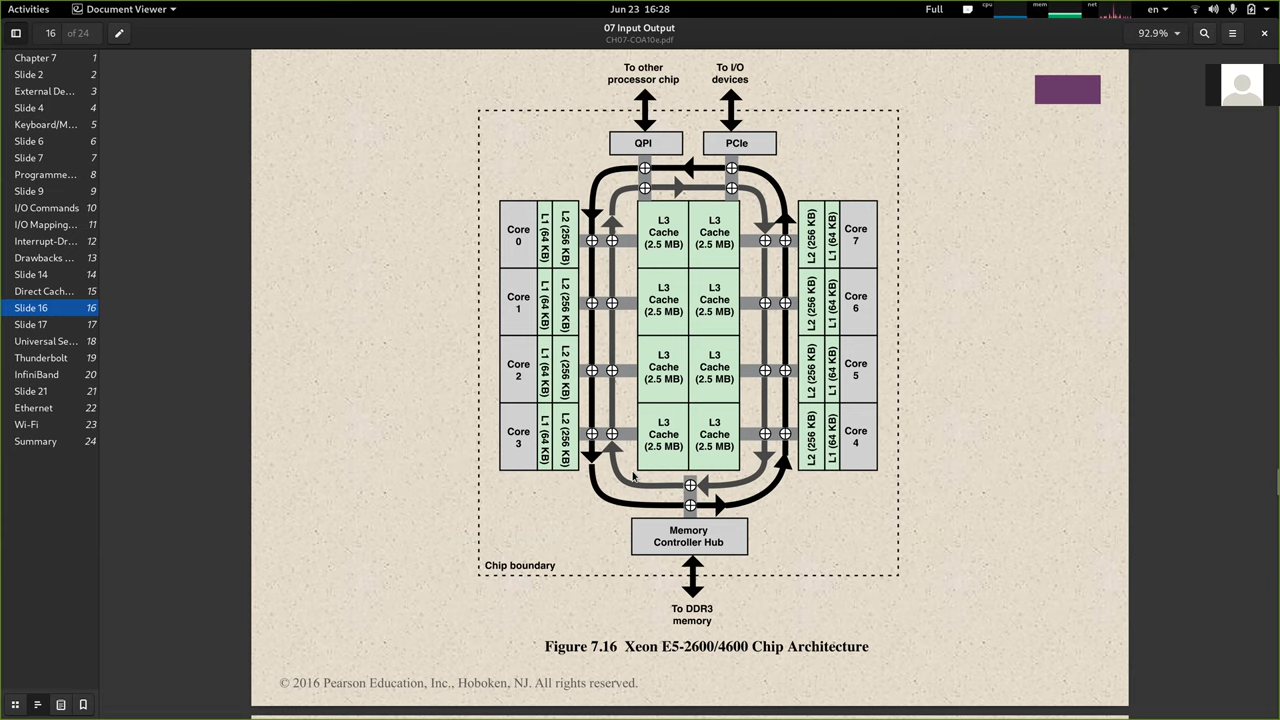 Activities
Document Viewer
Jun 23 16:28
Full
cpu
mem
net
en
16
of 24
07 Input Output
CH07-COA10e.pdf
92.9%
Chapter 7 1
Slide 2 2
External De... 3
Slide 4 4
Keyboard/M... 5
Slide 6 6
Slide 7 7
Programme... 8
Slide 9 9
I/O Commands 10
I/O Mapping... 11
Interrupt-Dr... 12
Drawbacks ... 13
Slide 14 14
Direct Cach... 15
Slide 16 16
Slide 17 17
Universal Se... 18
Thunderbolt 19
InfiniBand 20
Slide 21 21
Ethernet 22
Wi-Fi 23
Summary 24
To other
processor chip
To I/O
devices
QPI
PCIe
Core
0
L1 (64 KB)
L2 (256 KB)
L3
Cache
(2.5 MB)
L3
Cache
(2.5 MB)
L2 (256 KB)
L1 (64 KB)
Core
7
Core
1
L1 (64 KB)
L2 (256 KB)
L3
Cache
(2.5 MB)
L3
Cache
(2.5 MB)
L2 (256 KB)
L1 (64 KB)
Core
6
Core
2
L1 (64 KB)
L2 (256 KB)
L3
Cache
(2.5 MB)
L3
Cache
(2.5 MB)
L2 (256 KB)
L1 (64 KB)
Core
5
Core
3
L1 (64 KB)
L2 (256 KB)
L3
Cache
(2.5 MB)
L3
Cache
(2.5 MB)
L2 (256 KB)
L1 (64 KB)
Core
4
Memory
Controller Hub
Chip boundary
To DDR3
memory
Figure 7.16 Xeon E5-2600/4600 Chip Architecture
© 2016 Pearson Education, Inc., Hoboken, NJ. All rights reserved.